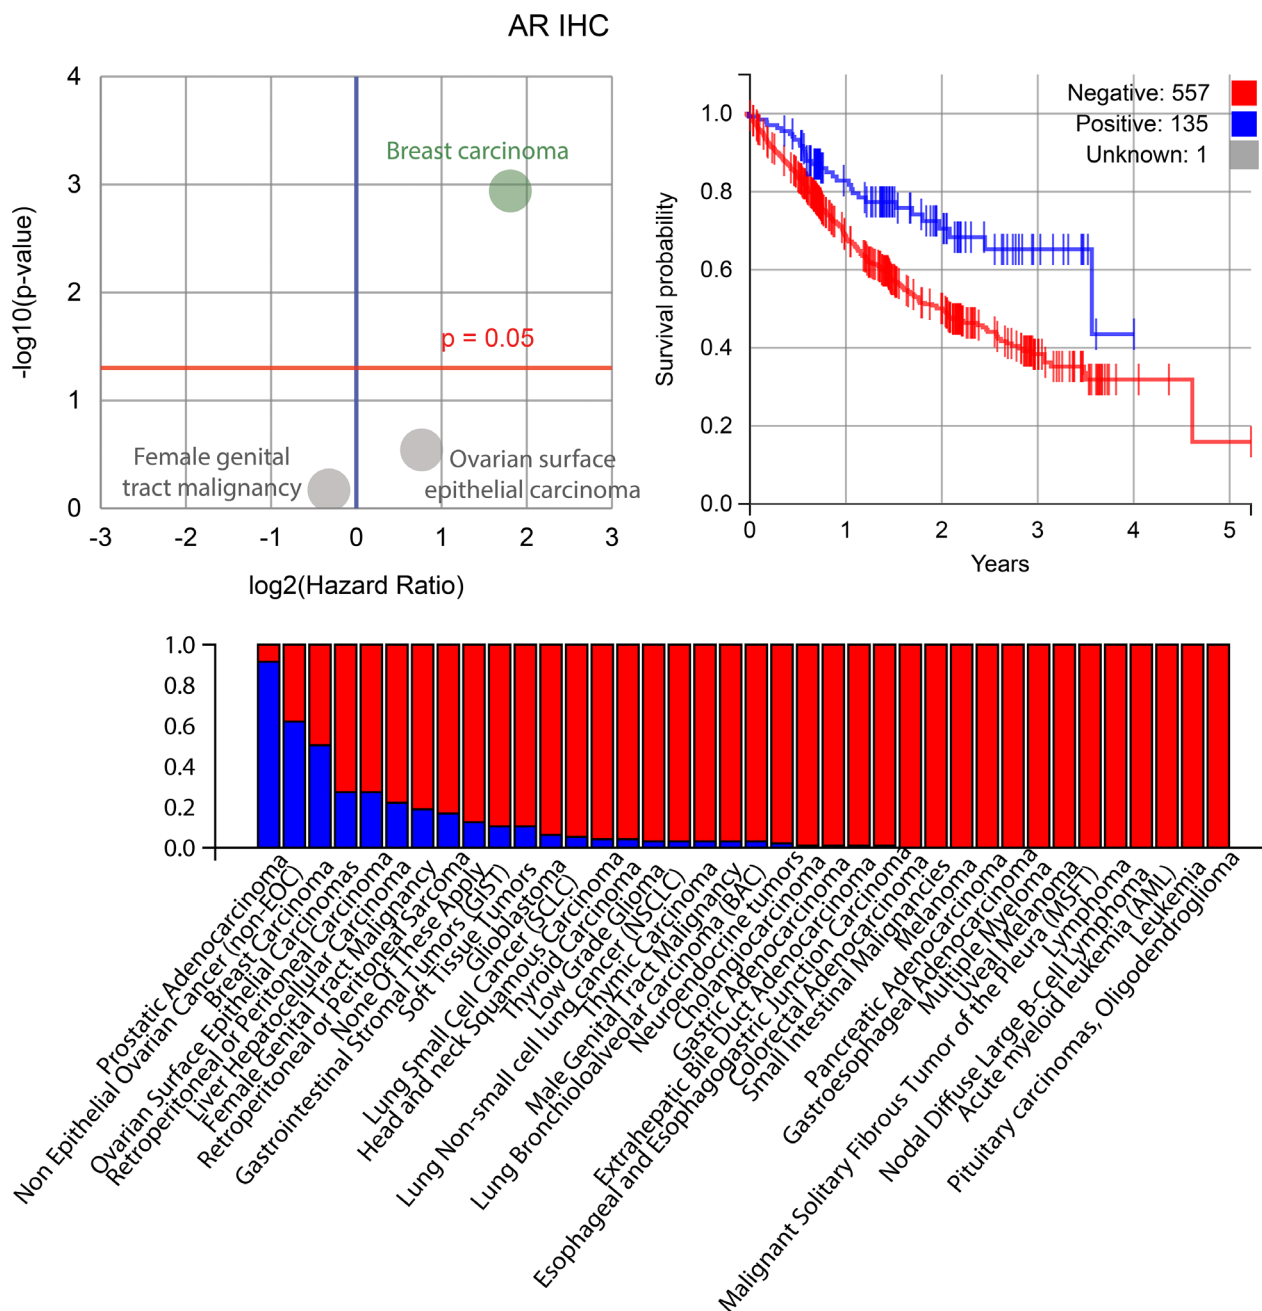 AR IHC
4
3
2
1
0
-3
-2
-1
0
1
2
3
-log10(p-value)
log2(Hazard Ratio)
Breast carcinoma
p = 0.05
Female genital
tract malignancy
Ovarian surface
epithelial carcinoma
Negative: 557
Positive: 135
Unknown: 1
1.0
0.8
0.6
0.4
0.2
0.0
0
1
2
3
4
5
Survival probability
Years
1.0
0.8
0.6
0.4
0.2
0.0
Prostatic Adenocarcinoma
Non Epithelial Ovarian Cancer (non-EOC)
Breast Carcinoma
Ovarian Surface Epithelial Carcinomas
Retroperitoneal or Peritoneal Carcinoma
Liver Hepatocellular Carcinoma
Female Genital Tract Malignancy
Retroperitoneal or Peritoneal Sarcoma
None Of These Apply
Gastrointestinal Stromal Tumors (GIST)
Soft Tissue Tumors
Glioblastoma
Lung Small Cell Cancer (SCLC)
Head and neck Squamous Carcinoma
Thyroid Carcinoma
Low Grade Glioma
Lung Non-small cell lung cancer (NSCLC)
Thymic Carcinoma
Male Genital Tract Malignancy
Lung Bronchioloalveolar carcinoma (BAC)
Neuroendocrine tumors
Cholangiocarcinoma
Gastric Adenocarcinoma
Extrahepatic Bile Duct Adenocarcinoma
Esophageal and Esophagogastric Junction Carcinoma
Colorectal Adenocarcinoma
Small Intestinal Malignancies
Melanoma
Pancreatic Adenocarcinoma
Gastroesophageal Adenocarcinoma
Multiple Myeloma
Uveal Melanoma
Malignant Solitary Fibrous Tumor of the Pleura (MSFT)
Lymphoma
Nodal Diffuse Large B-Cell Lymphoma
Acute myeloid leukemia (AML)
Leukemia
Pituitary carcinomas, Oligodendroglioma